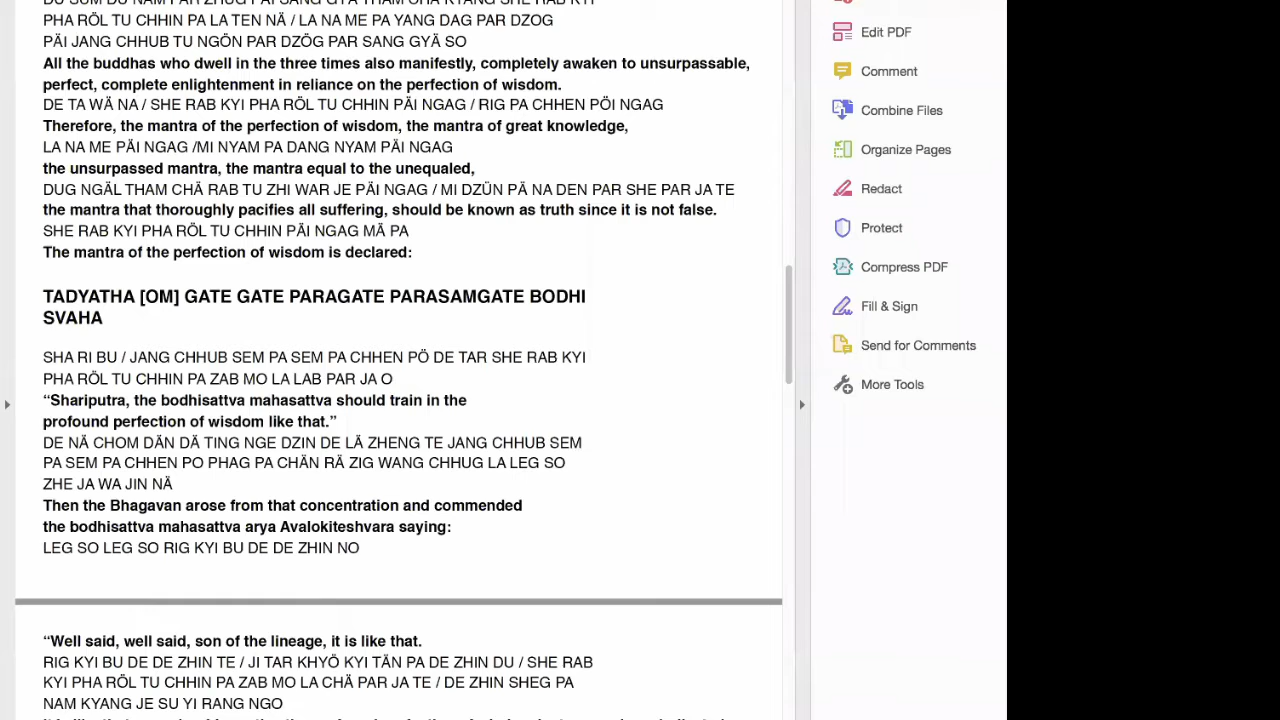 DU SUM DU NAM PAR ZHUG PÄI SANG GYÄ THAM CHÄ KYANG SHE RAB KYI
PHA RÖL TU CHHIN PA LA TEN NÄ / LA NA ME PA YANG DAG PAR DZOG
PÄI JANG CHHUB TU NGÖN PAR DZÖG PAR SANG GYÄ SO
All the buddhas who dwell in the three times also manifestly, completely awaken to unsurpassable,
perfect, complete enlightenment in reliance on the perfection of wisdom.
DE TA WÄ NA / SHE RAB KYI PHA RÖL TU CHHIN PÄI NGAG / RIG PA CHHEN PÖI NGAG
Therefore, the mantra of the perfection of wisdom, the mantra of great knowledge,
LA NA ME PÄI NGAG /MI NYAM PA DANG NYAM PÄI NGAG
the unsurpassed mantra, the mantra equal to the unequaled,
DUG NGÄL THAM CHÄ RAB TU ZHI WAR JE PÄI NGAG / MI DZÜN PÄ NA DEN PAR SHE PAR JA TE
the mantra that thoroughly pacifies all suffering, should be known as truth since it is not false.
SHE RAB KYI PHA RÖL TU CHHIN PÄI NGAG MÄ PA
The mantra of the perfection of wisdom is declared:
TADYATHA [OM] GATE GATE PARAGATE PARASAMGATE BODHI
SVAHA
SHA RI BU / JANG CHHUB SEM PA SEM PA CHHEN PÖ DE TAR SHE RAB KYI
PHA RÖL TU CHHIN PA ZAB MO LA LAB PAR JA O
“Shariputra, the bodhisattva mahasattva should train in the
profound perfection of wisdom like that.”
DE NÄ CHOM DÄN DÄ TING NGE DZIN DE LÄ ZHENG TE JANG CHHUB SEM
PA SEM PA CHHEN PO PHAG PA CHÄN RÄ ZIG WANG CHHUG LA LEG SO
ZHE JA WA JIN NÄ
Then the Bhagavan arose from that concentration and commended
the bodhisattva mahasattva arya Avalokiteshvara saying:
LEG SO LEG SO RIG KYI BU DE DE ZHIN NO
“Well said, well said, son of the lineage, it is like that.
RIG KYI BU DE DE ZHIN TE / JI TAR KHYÖ KYI TÄN PA DE ZHIN DU / SHE RAB
KYI PHA RÖL TU CHHIN PA ZAB MO LA CHÄ PAR JA TE / DE ZHIN SHEG PA
NAM KYANG JE SU YI RANG NGO
Edit PDF
Comment
Combine Files
Organize Pages
Redact
Protect
Compress PDF
Fill & Sign
Send for Comments
More Tools